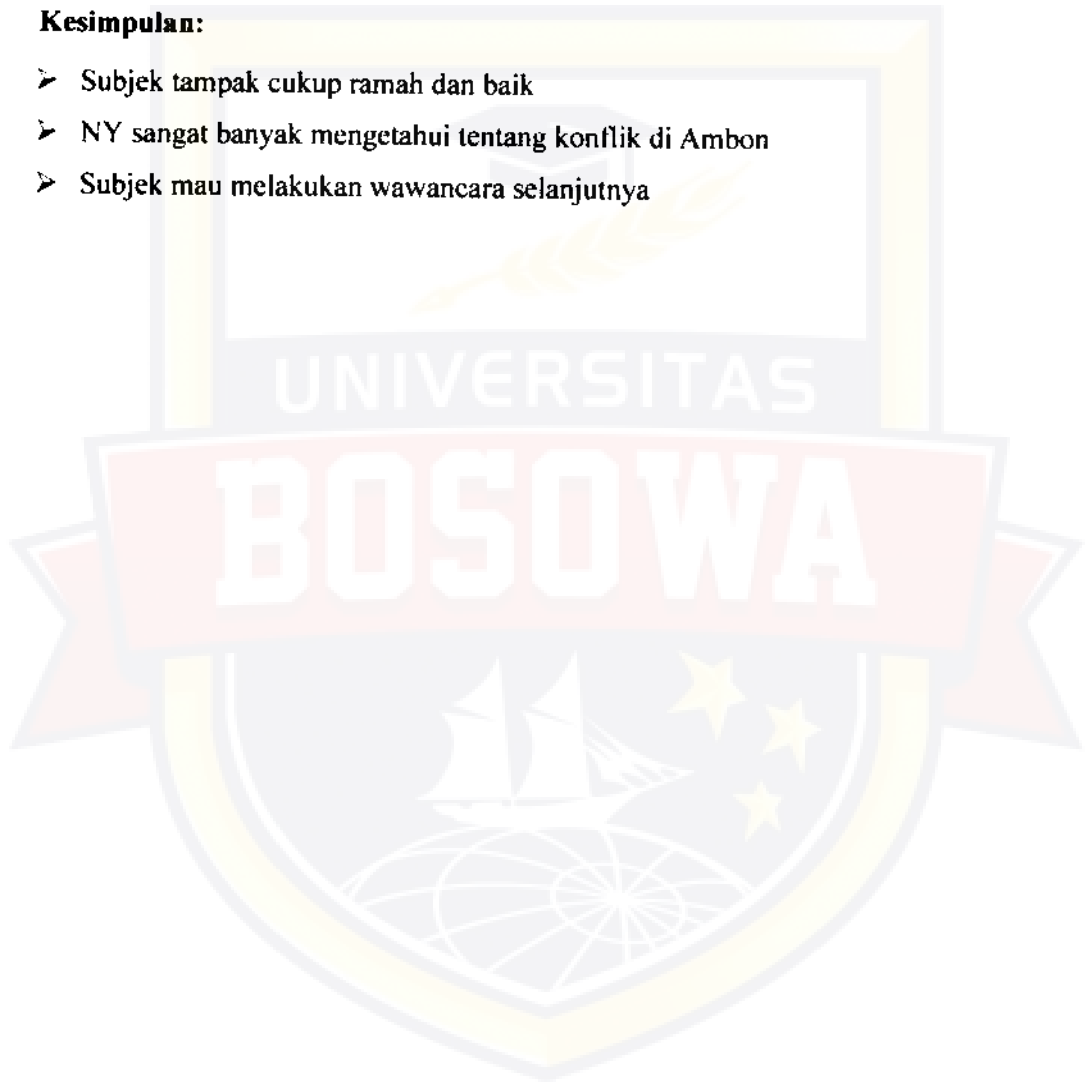 Kesimpulan:
➢ Subjek tampak cukup ramah dan baik
➢ NY sangat banyak mengetahui tentang konflik di Ambon
➢ Subjek mau melakukan wawancara selanjutnya
UNIVERSITAS
BOSOWA